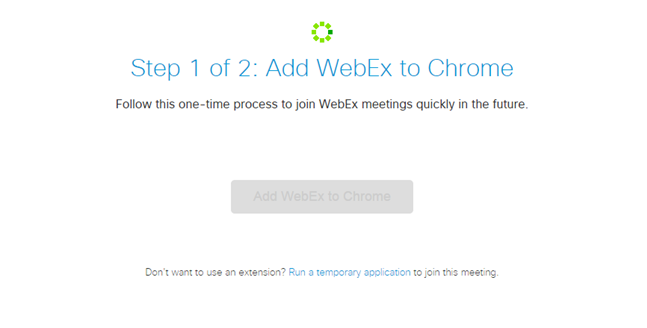 Step 1 of 2: Add WebEx to Chrome
Follow this one-time process to join WebEx meetings quickly in the future.
Add WebEx to Chrome
Don't want to use an extension? Run a temporary application to join this meeting.